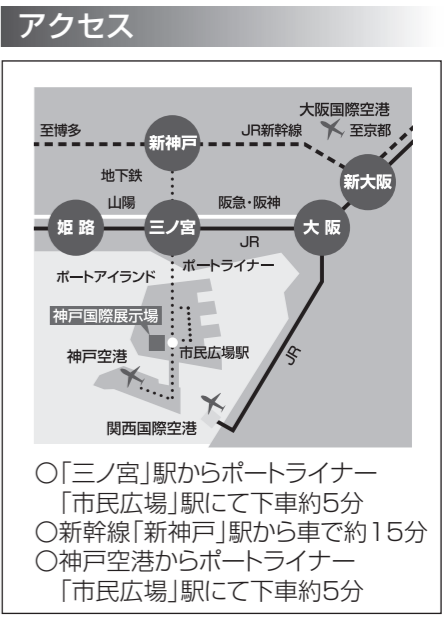 アクセス
大阪国際空港
至博多
JR新幹線
至京都
新神戸
地下鉄
新大阪
山陽
阪急・阪神
姫路
三ノ宮
大阪
JR
ポートアイランド
ポートライナー
神戸国際展示場
神戸空港
市民広場駅
JR
関西国際空港
○「三ノ宮」駅からポートライナー
「市民広場」駅にて下車約5分
○新幹線「新神戸」駅から車で約15分
○神戸空港からポートライナー
「市民広場」駅にて下車約5分